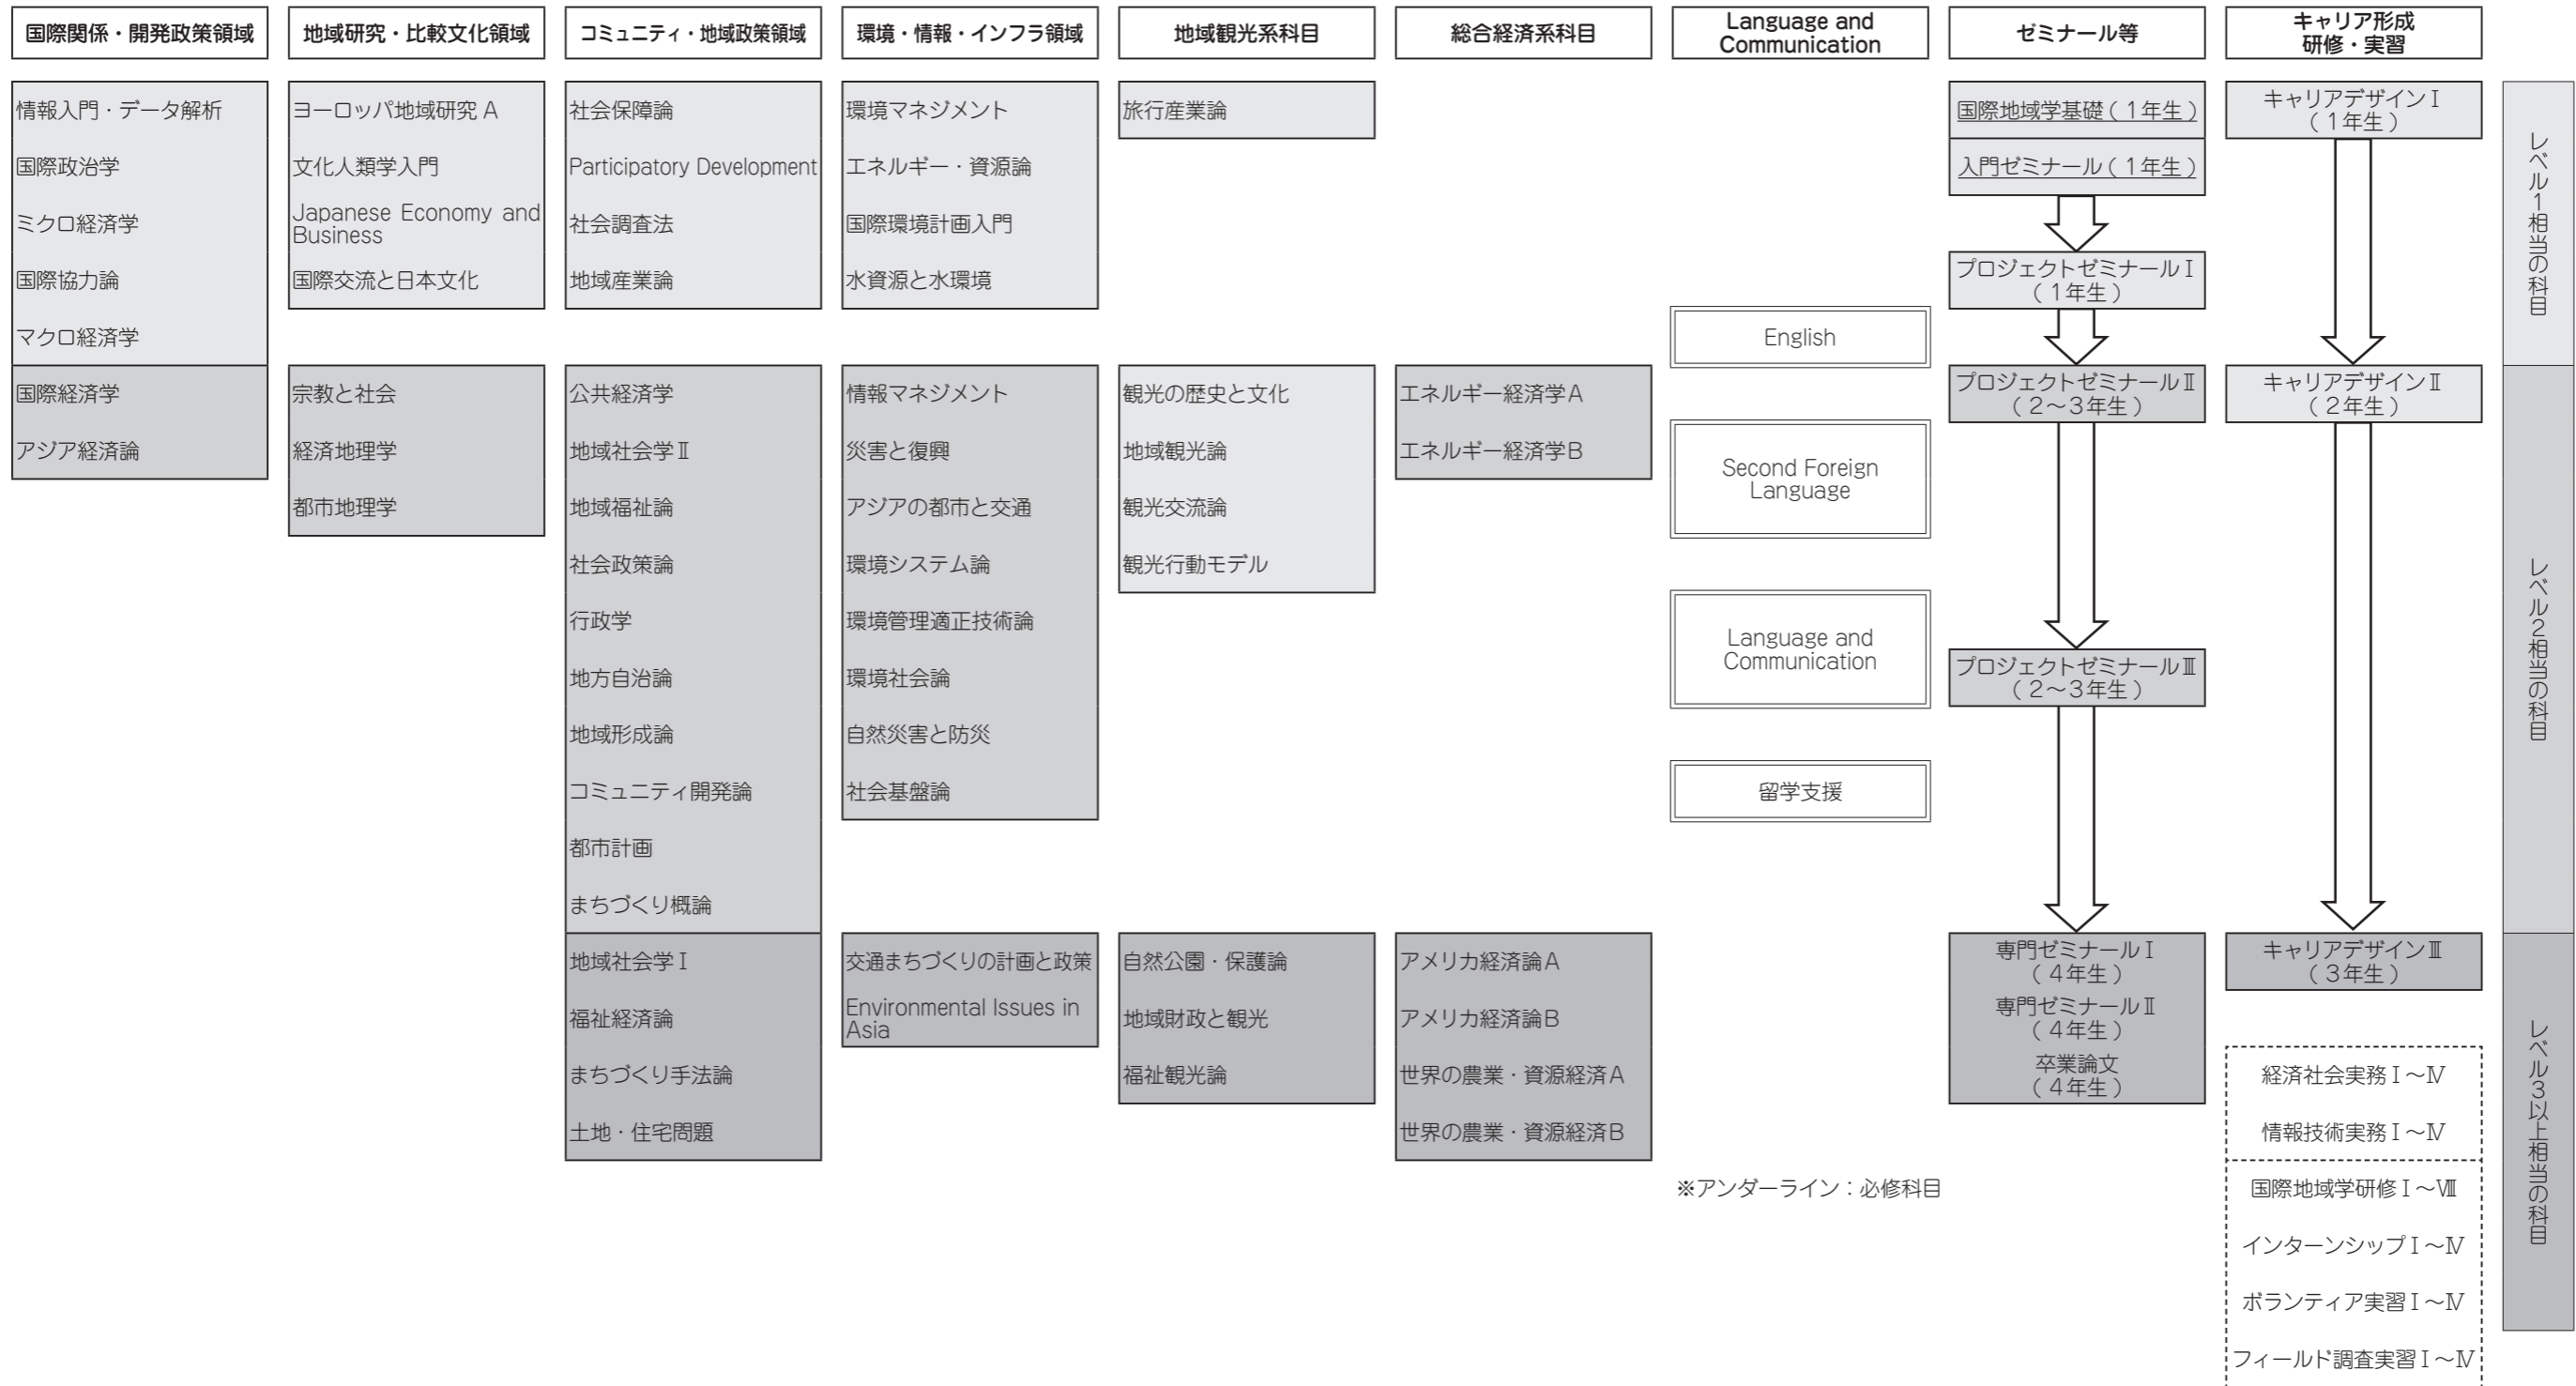 国際関係・開発政策領域
地域研究・比較文化領域
コミュニティ・地域政策領域
環境・情報・インフラ領域
地域観光系科目
総合経済系科目
Language and
Communication
ゼミナール等
キャリア形成
研修・実習
情報入門・データ解析
国際政治学
ミクロ経済学
国際協力論
マクロ経済学
国際経済学
アジア経済論
ヨーロッパ地域研究 A
文化人類学入門
Japanese Economy and
Business
国際交流と日本文化
宗教と社会
経済地理学
都市地理学
社会保障論
Participatory Development
社会調査法
地域産業論
公共経済学
地域社会学Ⅱ
地域福祉論
社会政策論
行政学
地方自治論
地域形成論
コミュニティ開発論
都市計画
まちづくり概論
地域社会学Ⅰ
福祉経済論
まちづくり手法論
土地・住宅問題
環境マネジメント
エネルギー・資源論
国際環境計画入門
水資源と水環境
情報マネジメント
災害と復興
アジアの都市と交通
環境システム論
環境管理適正技術論
環境社会論
自然災害と防災
社会基盤論
交通まちづくりの計画と政策
Environmental Issues in
Asia
旅行産業論
観光の歴史と文化
地域観光論
観光交流論
観光行動モデル
自然公園・保護論
地域財政と観光
福祉観光論
エネルギー経済学A
エネルギー経済学B
アメリカ経済論A
アメリカ経済論B
世界の農業・資源経済A
世界の農業・資源経済B
English
Second Foreign
Language
Language and
Communication
留学支援
※アンダーライン：必修科目
国際地域学基礎（1年生）
入門ゼミナール（1年生）
プロジェクトゼミナールⅠ
（1年生）
プロジェクトゼミナールⅡ
（2～3年生）
プロジェクトゼミナールⅢ
（2～3年生）
専門ゼミナールⅠ
（4年生）
専門ゼミナールⅡ
（4年生）
卒業論文
（4年生）
キャリアデザインⅠ
（1年生）
キャリアデザインⅡ
（2年生）
キャリアデザインⅢ
（3年生）
経済社会実務Ⅰ～Ⅳ
情報技術実務Ⅰ～Ⅳ
国際地域学研修Ⅰ～Ⅷ
インターンシップⅠ～Ⅳ
ボランティア実習Ⅰ～Ⅳ
フィールド調査実習Ⅰ～Ⅳ
レベル1相当の科目
レベル2相当の科目
レベル3以上相当の科目